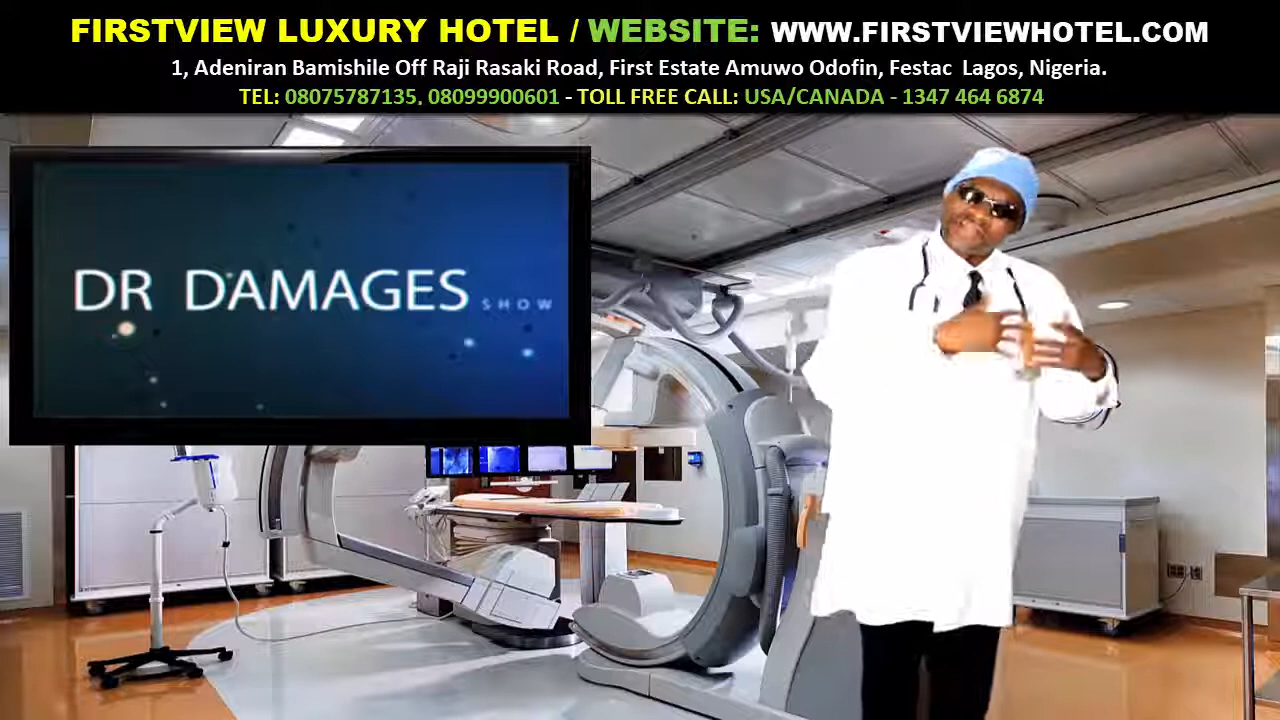 FIRSTVIEW LUXURY HOTEL / WEBSITE: WWW.FIRSTVIEWHOTEL.COM
1, Adeniran Bamishile Off Raji Rasaki Road, First Estate Amuwo Odofin, Festac Lagos, Nigeria.
TEL: 08075787135, 08099900601 - TOLL FREE CALL: USA/CANADA - 1347 464 6874
DR DAMAGES SHOW